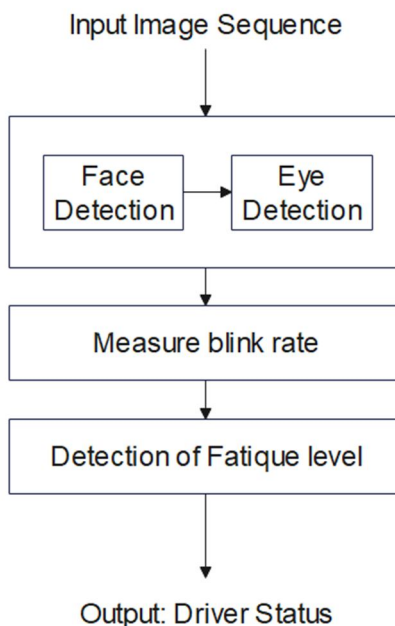 Input Image Sequence
Face
Detection
Eye
Detection
Measure blink rate
Detection of Fatique level
Output: Driver Status